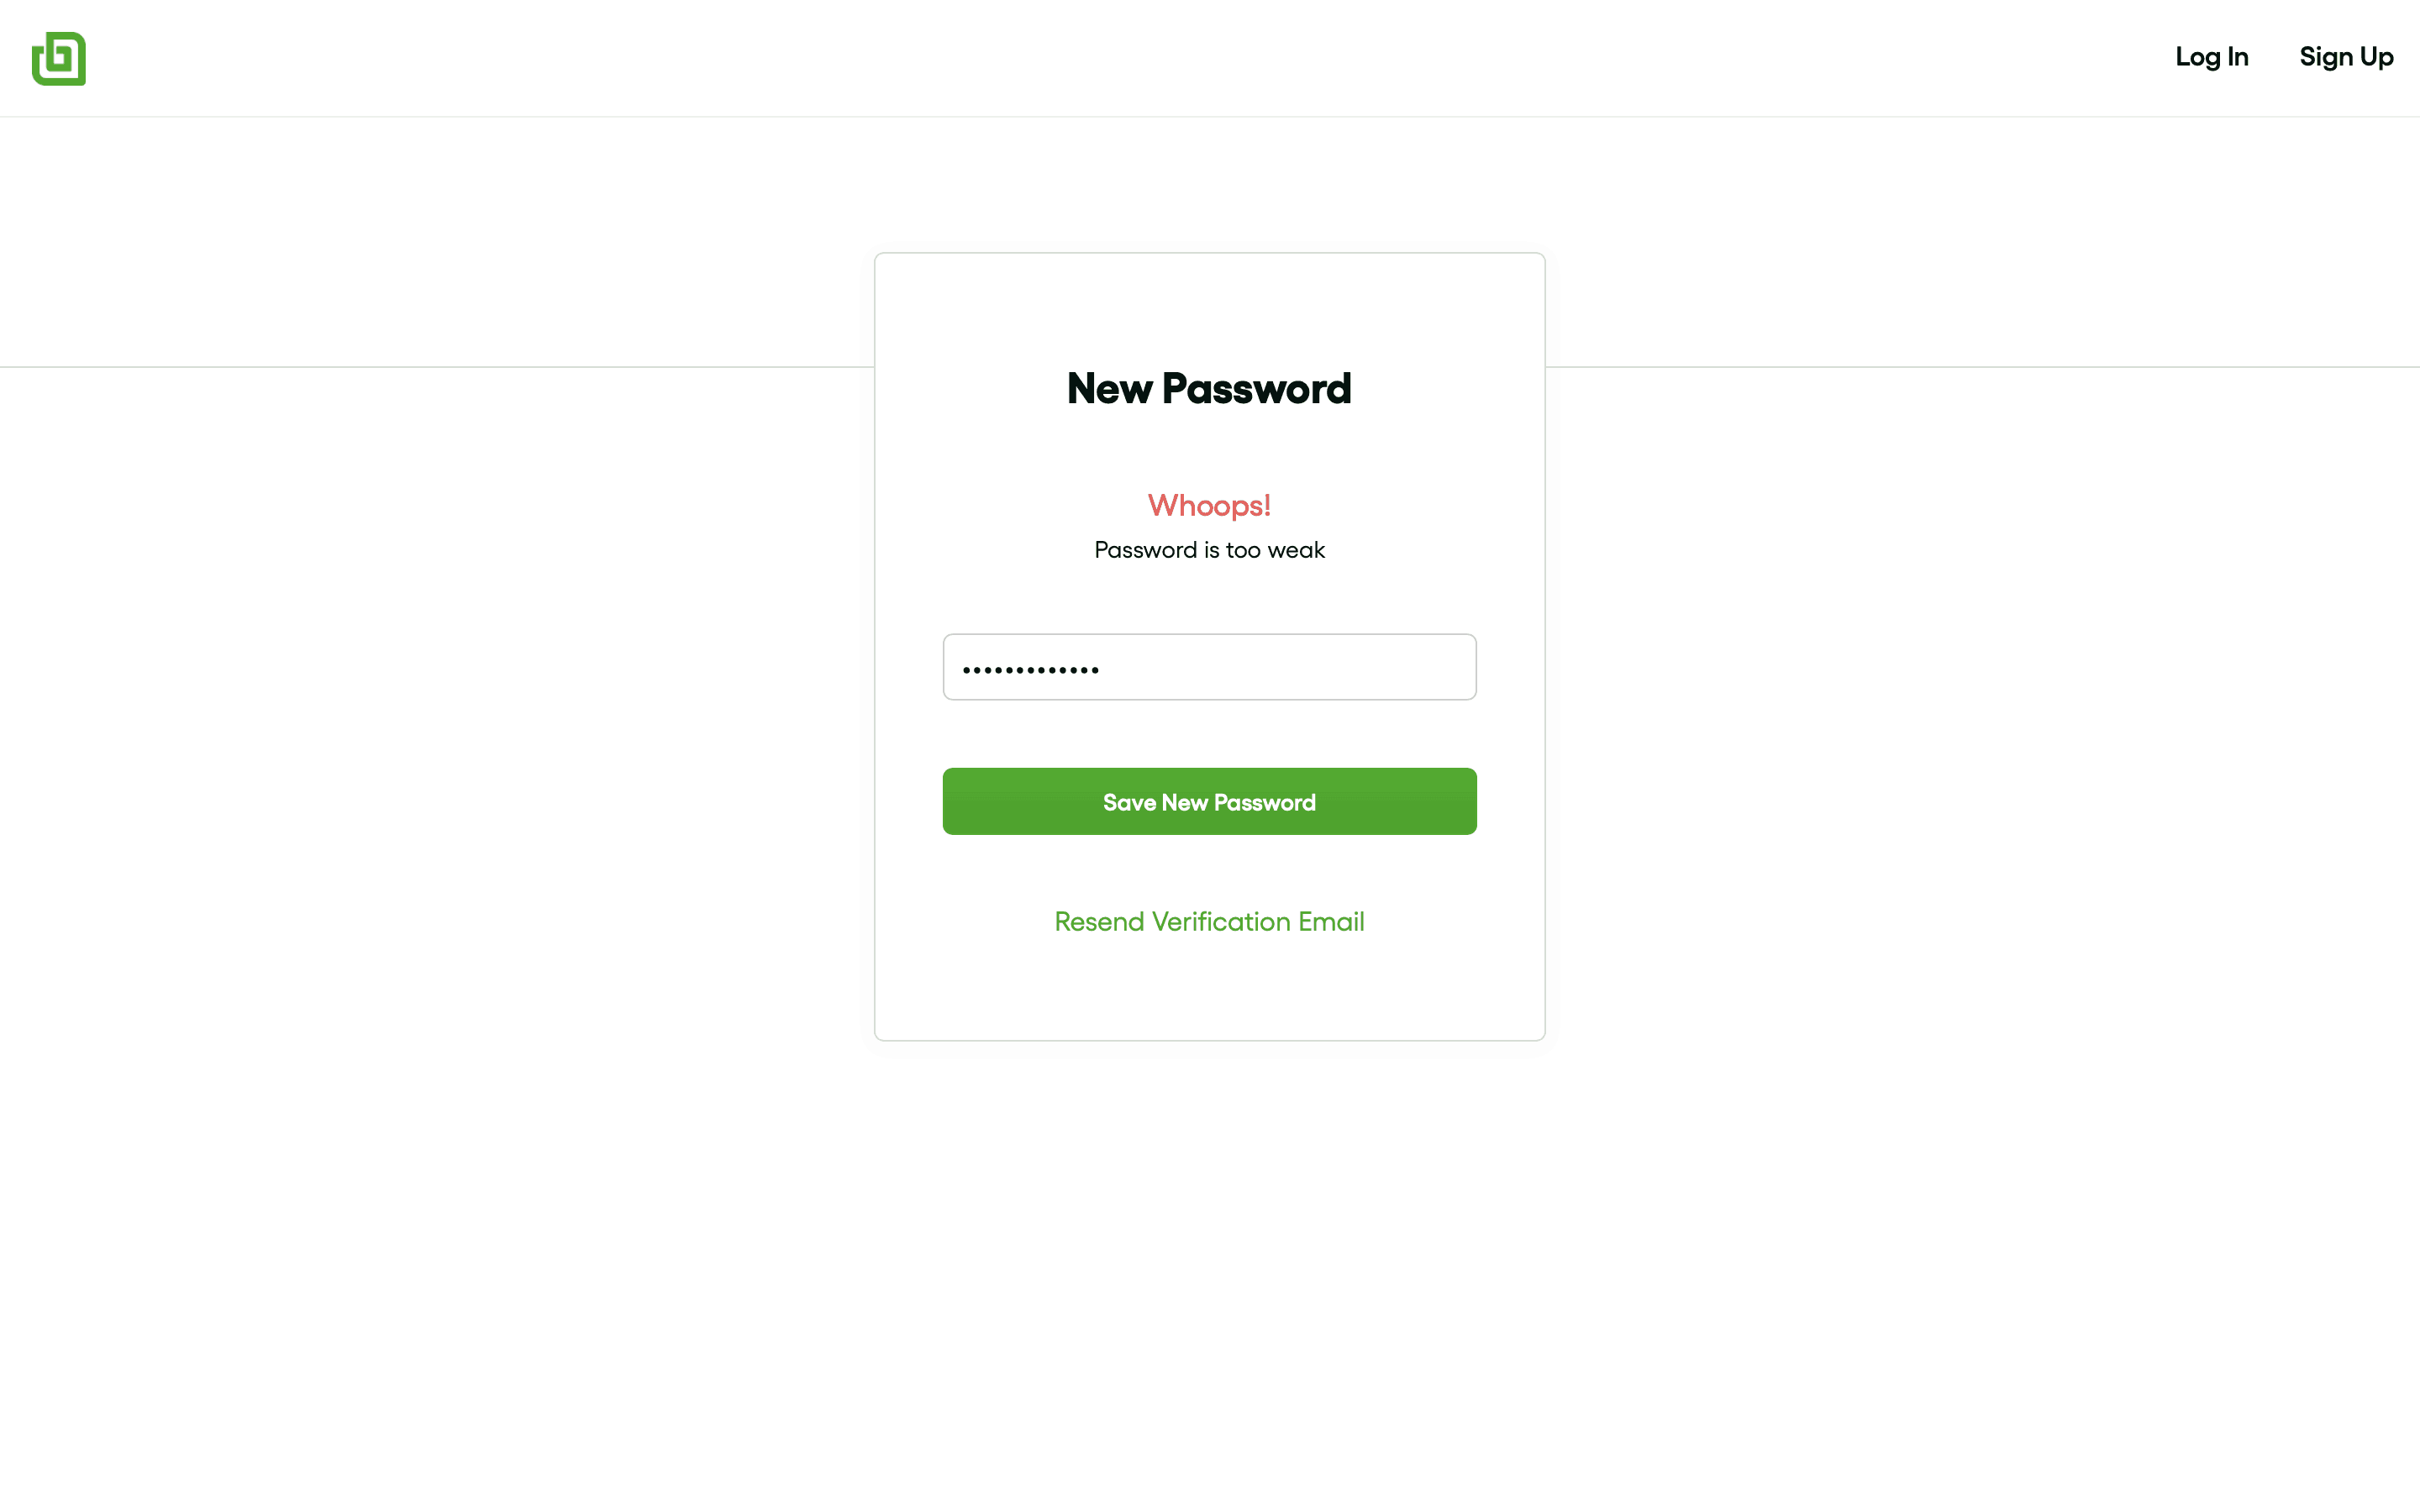 Log In Sign Up
New Password
Whoops!
Password is too weak
•••••••••••••
Save New Password
Resend Verification Email